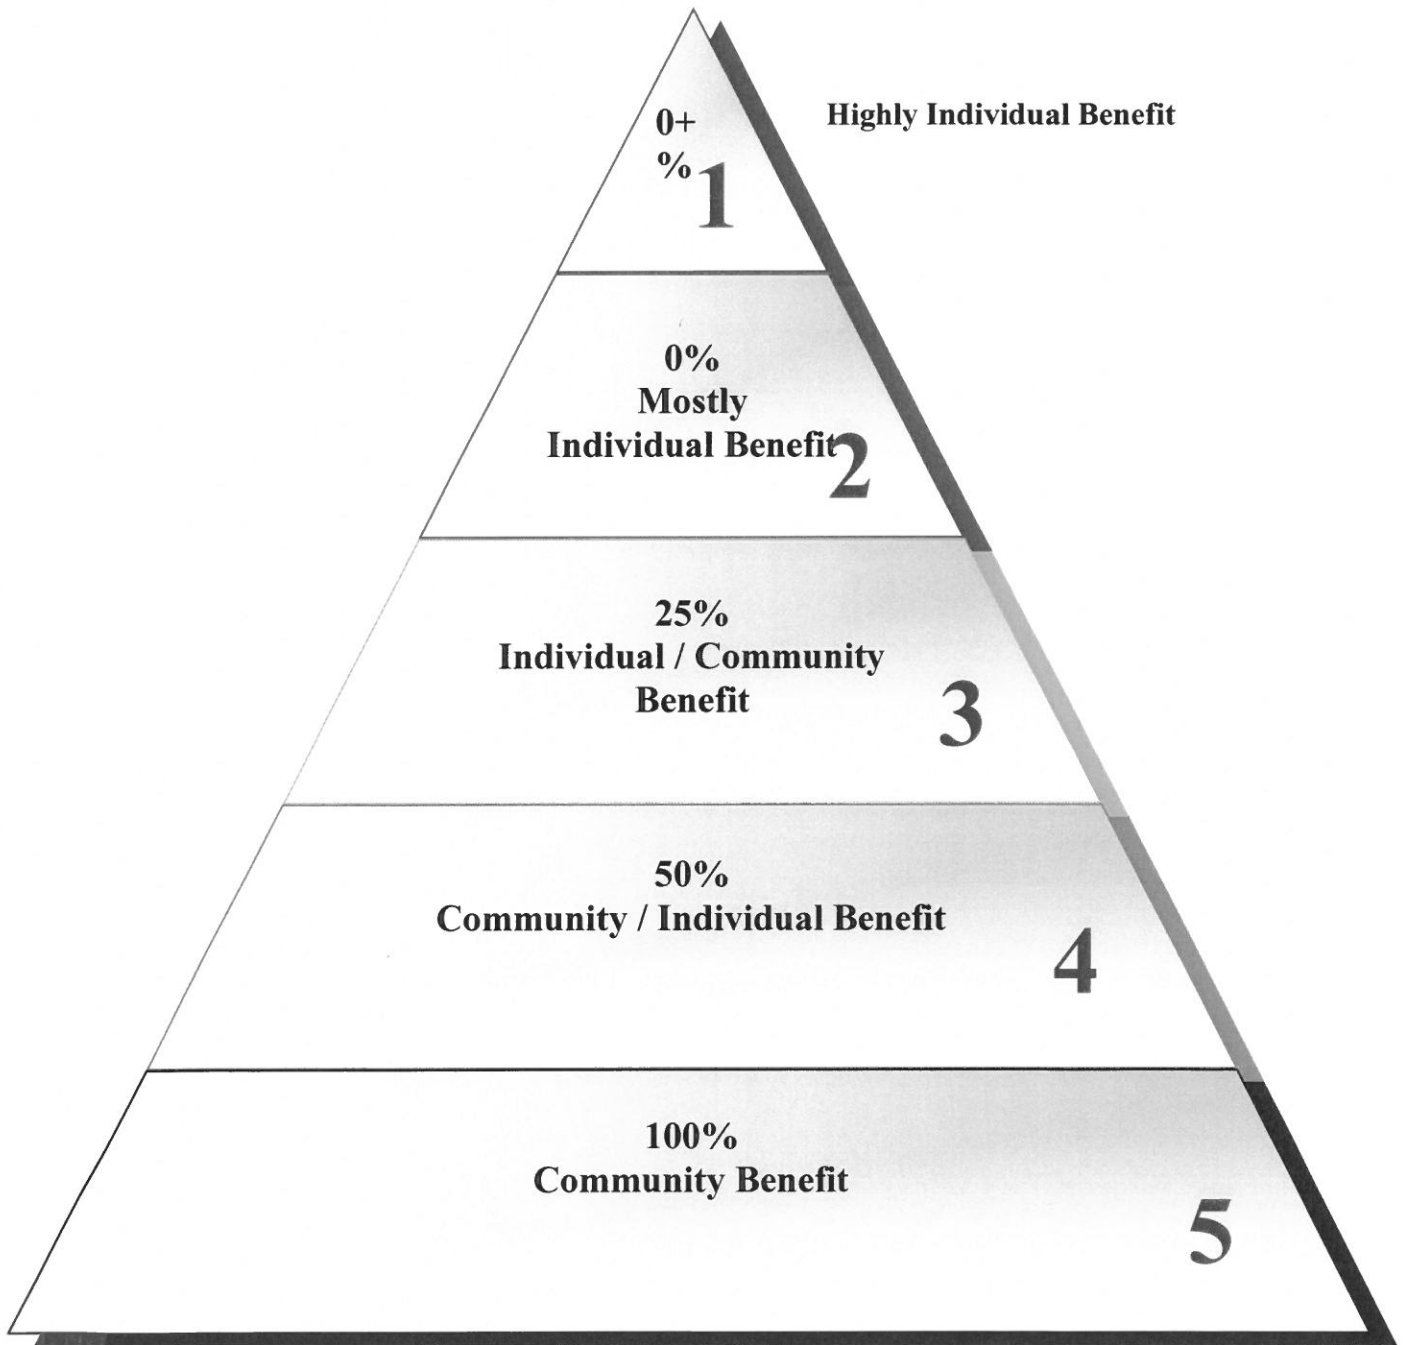 Highly Individual Benefit
0+
%
1
0%
Mostly
Individual Benefit
2
25%
Individual / Community
Benefit
3
50%
Community / Individual Benefit
4
100%
Community Benefit
5